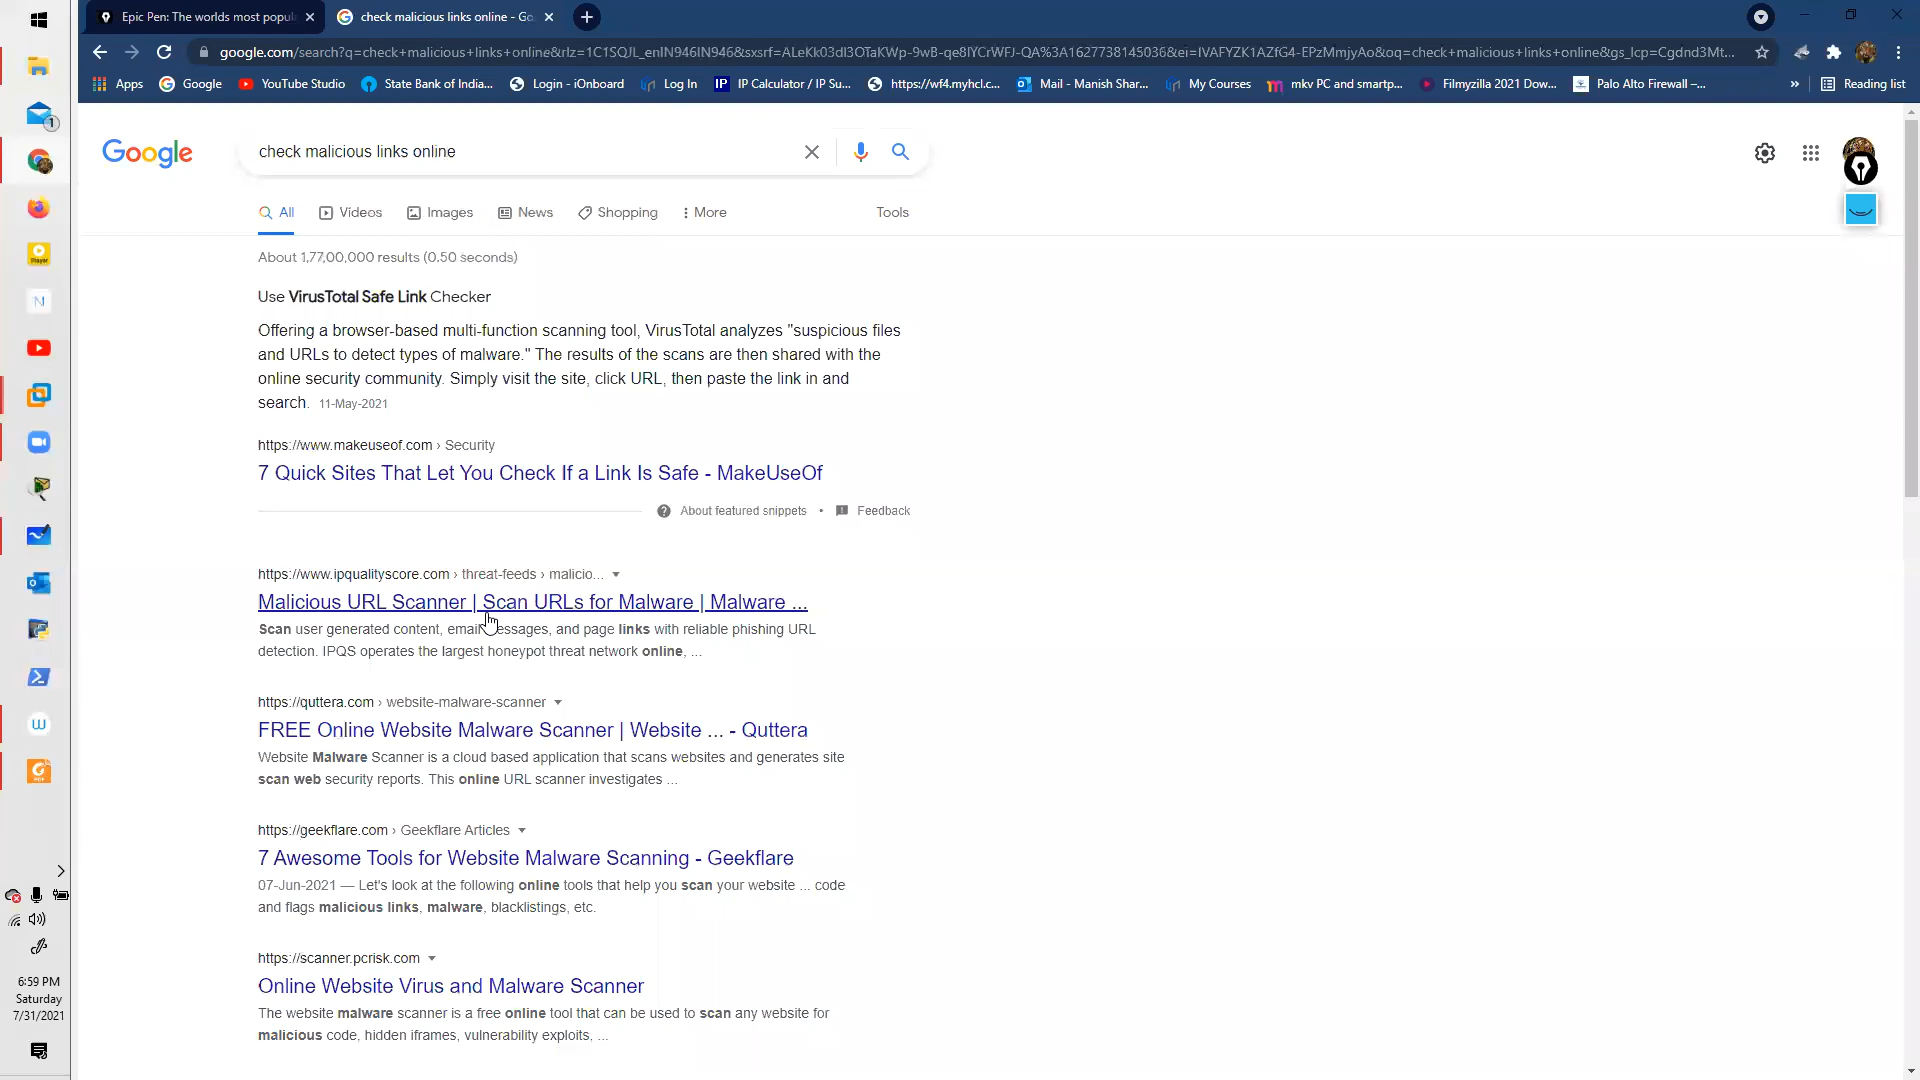 Epic Pen: The worlds most popul
check malicious links online - Go
google.com/search?q=check+malicious+links+online&rlz=1C1SQJL_enIN946IN946&sxsrf=ALeKk03dl3OTaKWp-9wB-qe8lYCrWFJ-QA%3A1627738145036&ei=IVAFYZK1AZfG4-EPzMmjyAo&oq=check+malicious+links+online&gs_lcp=Cgdnd3Mt...
Apps
Google
YouTube Studio
State Bank of India...
Login - iOnboard
Log In
IP
IP Calculator / IP Su...
https://wf4.myhcl.c...
Mail - Manish Shar...
My Courses
mkv PC and smartp...
Filmyzilla 2021 Dow...
Palo Alto Firewall –...
»
Reading list
Google
check malicious links online
All
Videos
Images
News
Shopping
More
Tools
About 1,77,00,000 results (0.50 seconds)
Use VirusTotal Safe Link Checker
Offering a browser-based multi-function scanning tool, VirusTotal analyzes "suspicious files
and URLs to detect types of malware." The results of the scans are then shared with the
online security community. Simply visit the site, click URL, then paste the link in and
search. 11-May-2021
https://www.makeuseof.com › Security
7 Quick Sites That Let You Check If a Link Is Safe - MakeUseOf
About featured snippets • Feedback
https://www.ipqualityscore.com › threat-feeds › malicio...
Malicious URL Scanner | Scan URLs for Malware | Malware ...
Scan user generated content, email messages, and page links with reliable phishing URL
detection. IPQS operates the largest honeypot threat network online, ...
https://quttera.com › website-malware-scanner
FREE Online Website Malware Scanner | Website ... - Quttera
Website Malware Scanner is a cloud based application that scans websites and generates site
scan web security reports. This online URL scanner investigates ...
https://geekflare.com › Geekflare Articles
7 Awesome Tools for Website Malware Scanning - Geekflare
07-Jun-2021 — Let's look at the following online tools that help you scan your website ... code
and flags malicious links, malware, blacklistings, etc.
https://scanner.pcrisk.com
Online Website Virus and Malware Scanner
The website malware scanner is a free online tool that can be used to scan any website for
malicious code, hidden iframes, vulnerability exploits, ...
1
Player
N
W
PDF
6:59 PM
Saturday
7/31/2021